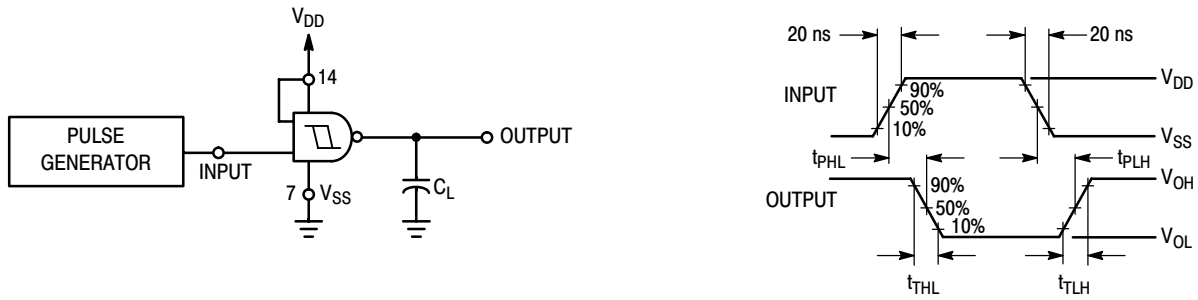 V_DD
14
PULSE
GENERATOR
INPUT
OUTPUT
7 V_SS
C_L
20 ns
20 ns
INPUT
90%
50%
10%
V_DD
V_SS
t_PHL
t_PLH
OUTPUT
90%
50%
10%
V_OH
V_OL
t_THL
t_TLH